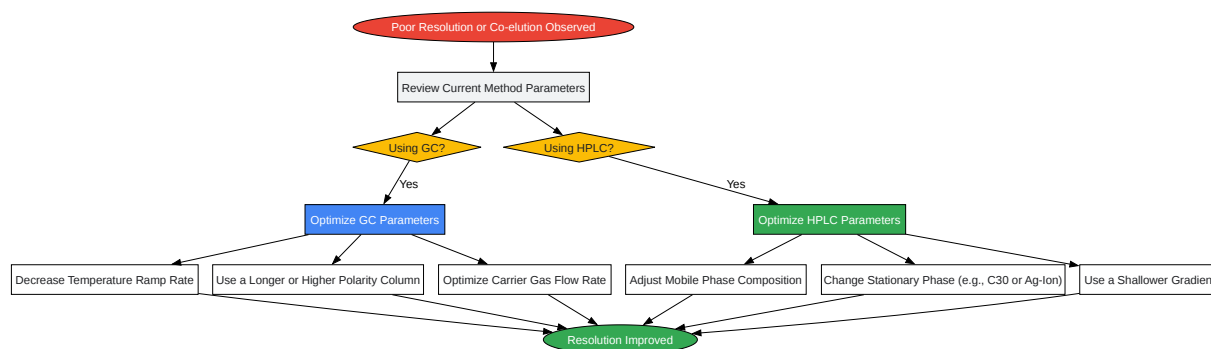 Poor Resolution or Co-elution Observed
Review Current Method Parameters
Using GC?
Using HPLC?
Yes
Yes
Optimize GC Parameters
Optimize HPLC Parameters
Decrease Temperature Ramp Rate
Use a Longer or Higher Polarity Column
Optimize Carrier Gas Flow Rate
Adjust Mobile Phase Composition
Change Stationary Phase (e.g., C30 or Ag-Ion)
Use a Shallower Gradient
Resolution Improved